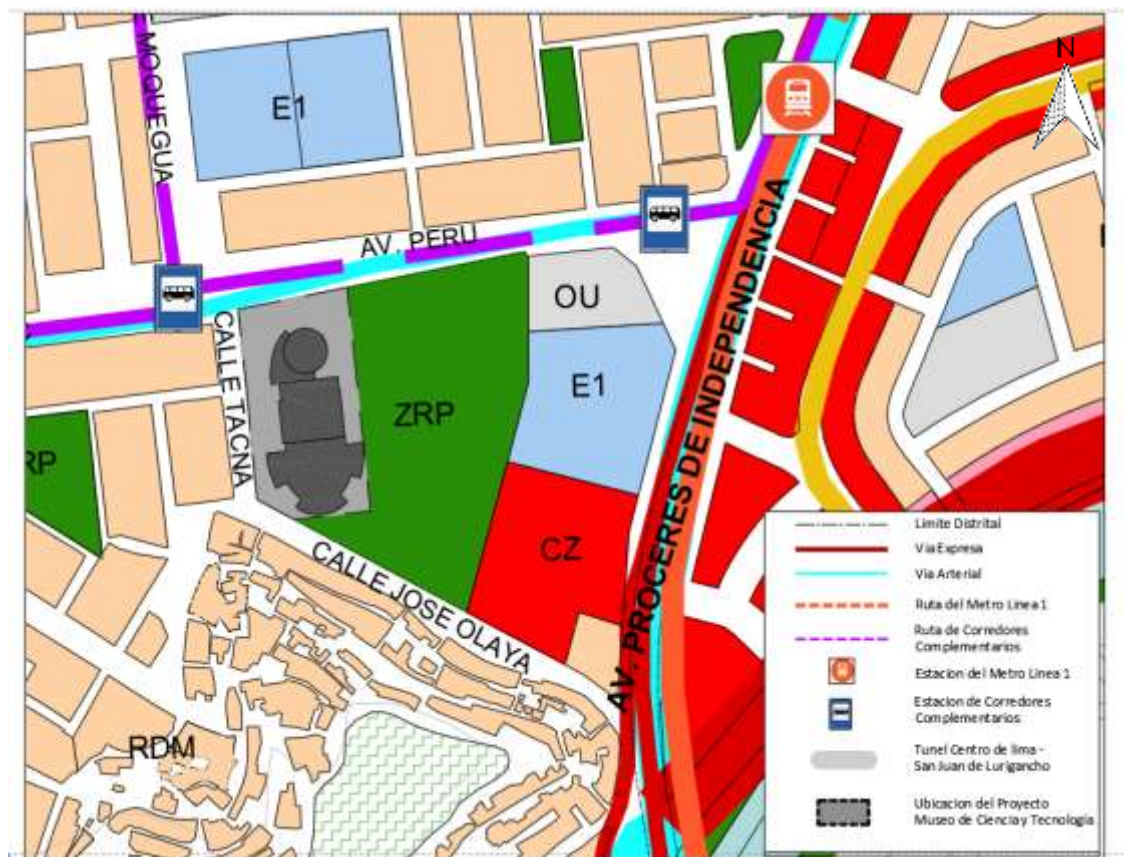 MOQUEGUA
E1
N
AV. PERU
OU
CALLE TACNA
ZRP
E1
RP
CZ
CALLE JOSE OLAYA
AV. PROCERES DE INDEPENDENCIA
RDM
Limite Distrital
Via Expresa
Via Arterial
Ruta del Metro Linea 1
Ruta de Corredores
Complementarios
Estacion del Metro Linea 1
Estacion de Corredores
Complementarios
Tunel Centro de lima -
San Juan de Lurigancho
Ubicacion del Proyecto
Museo de Ciencia y Tecnología